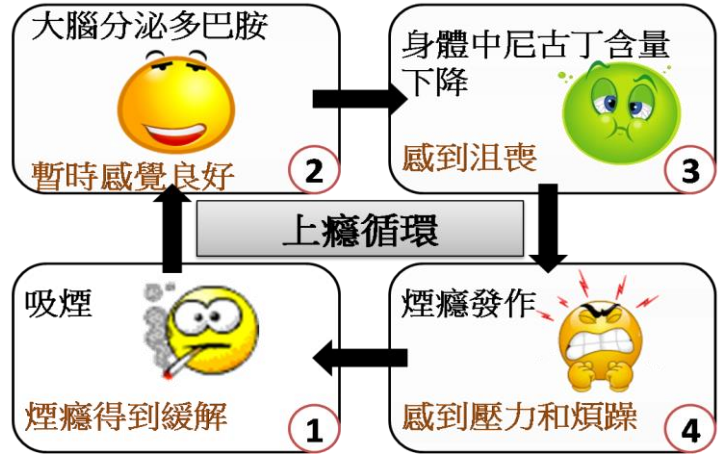 大腦分泌多巴胺
暫時感覺良好
2
身體中尼古丁含量
下降
感到沮喪
3
上癮循環
吸煙
煙癮得到緩解
1
煙癮發作
感到壓力和煩躁
4